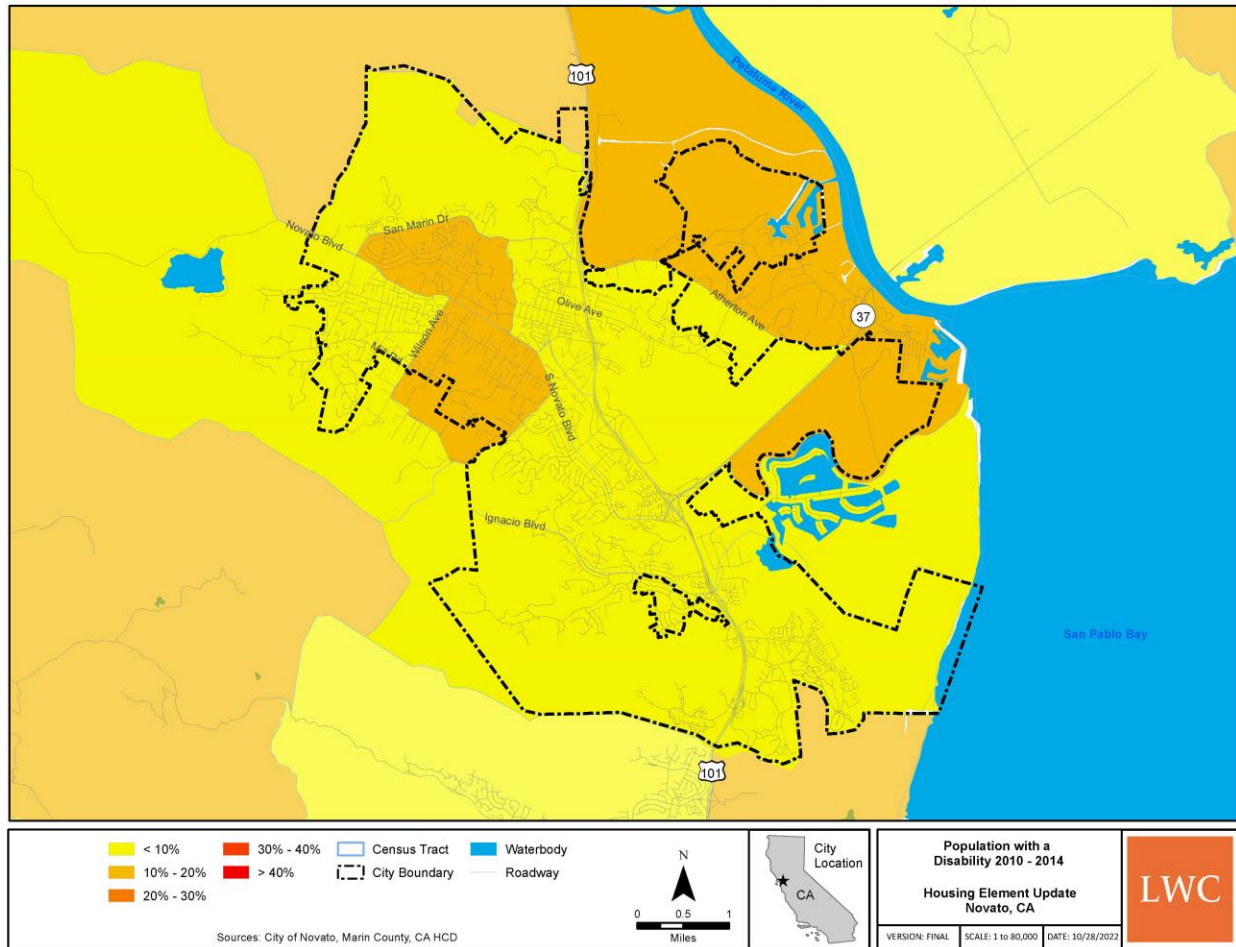 101
Petaluma River
Novato Blvd
San Marin Dr
Olive Ave
Atherton Ave
37
Wilson Ave
S Novato Blvd
Ignacio Blvd
San Pablo Bay
101
< 10%
10% - 20%
20% - 30%
30% - 40%
> 40%
Census Tract
City Boundary
Waterbody
Roadway
Sources: City of Novato, Marin County, CA HCD
N
0 0.5 1
Miles
City
Location
CA
Population with a
Disability 2010 - 2014
Housing Element Update
Novato, CA
VERSION: FINAL
SCALE: 1 to 80,000
DATE: 10/28/2022
LWC